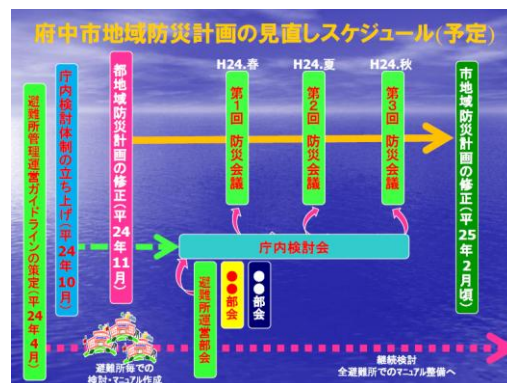 府中市地域防災計画の見直しスケジュール(予定)
避難所管理運営ガイドラインの策定(平24年4月)
庁内検討体制の立ち上げ(平24年10月)
都地域防災計画の修正(平24年11月)
H24.春
第1回 防災会議
H24.夏
第2回 防災会議
H24.秋
第3回 防災会議
市地域防災計画の修正(平25年2月頃)
庁内検討会
避難所運営部会
●●部会
●●部会
避難所毎での
検討・マニュアル作成
継続検討
全避難所でのマニュアル整備へ